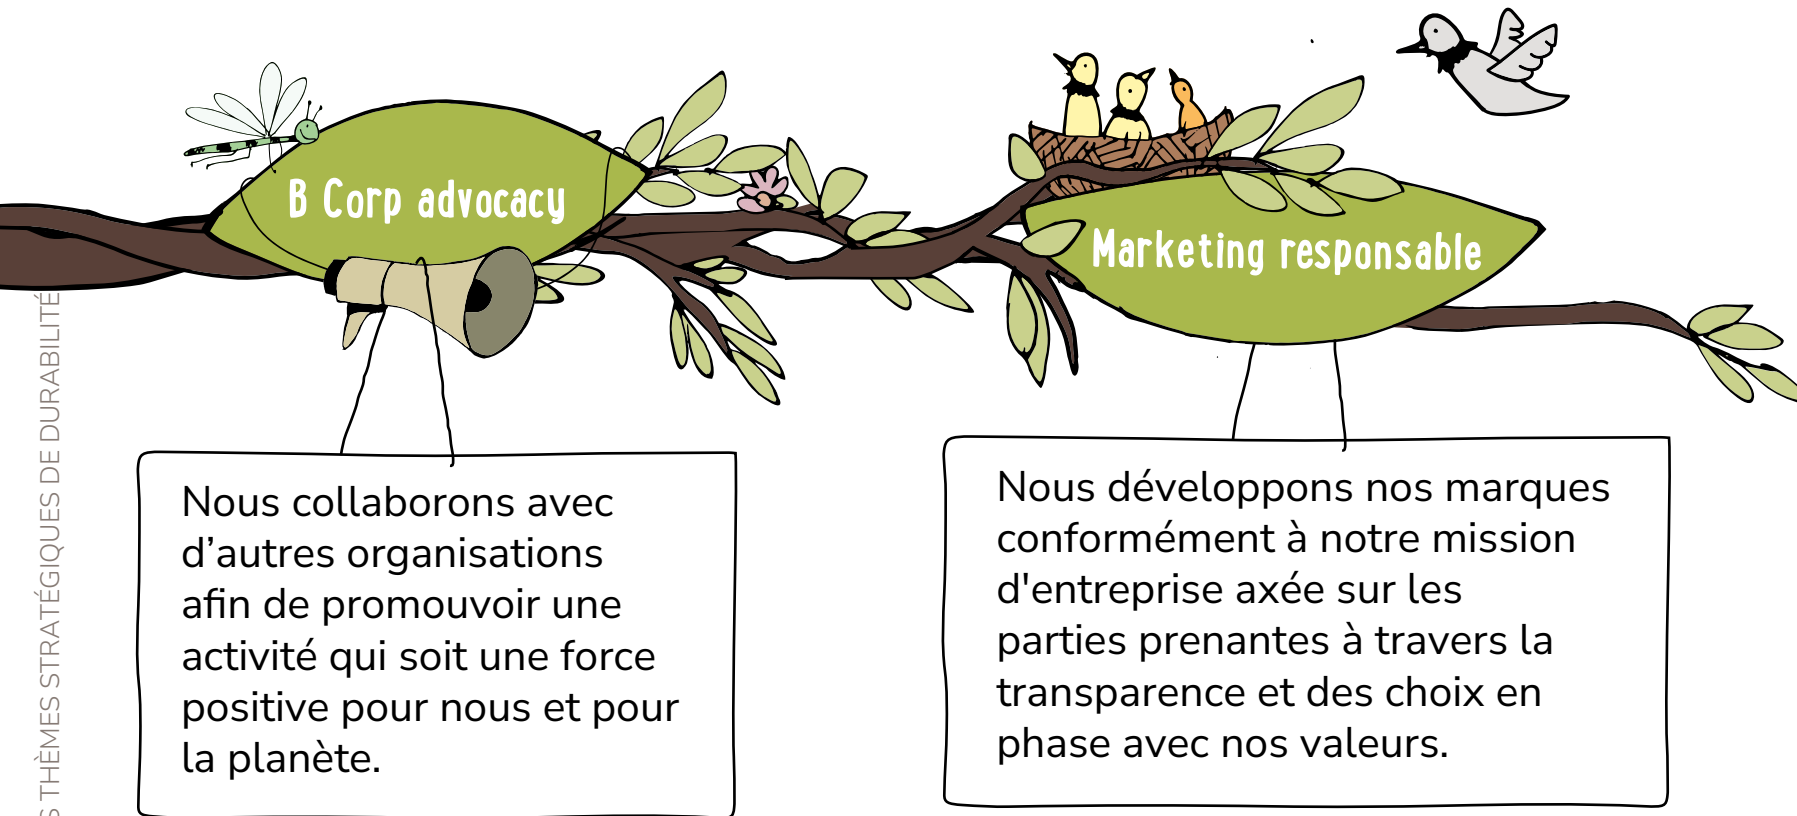 B Corp advocacy
Marketing responsable
Nous collaborons avec
d’autres organisations
afin de promouvoir une
activité qui soit une force
positive pour nous et pour
la planète.
Nous développons nos marques
conformément à notre mission
d'entreprise axée sur les
parties prenantes à travers la
transparence et des choix en
phase avec nos valeurs.
THÈMES STRATÉGIQUES DE DURABILITÉ